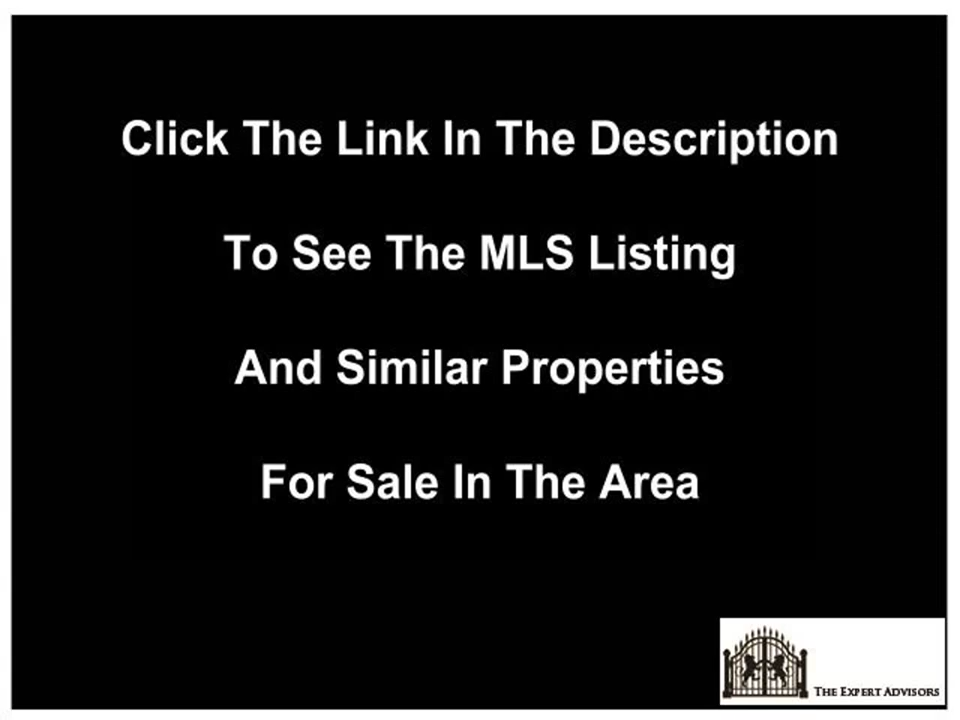 Click The Link In The Description
To See The MLS Listing
And Similar Properties
For Sale In The Area
THE EXPERT ADVISORS